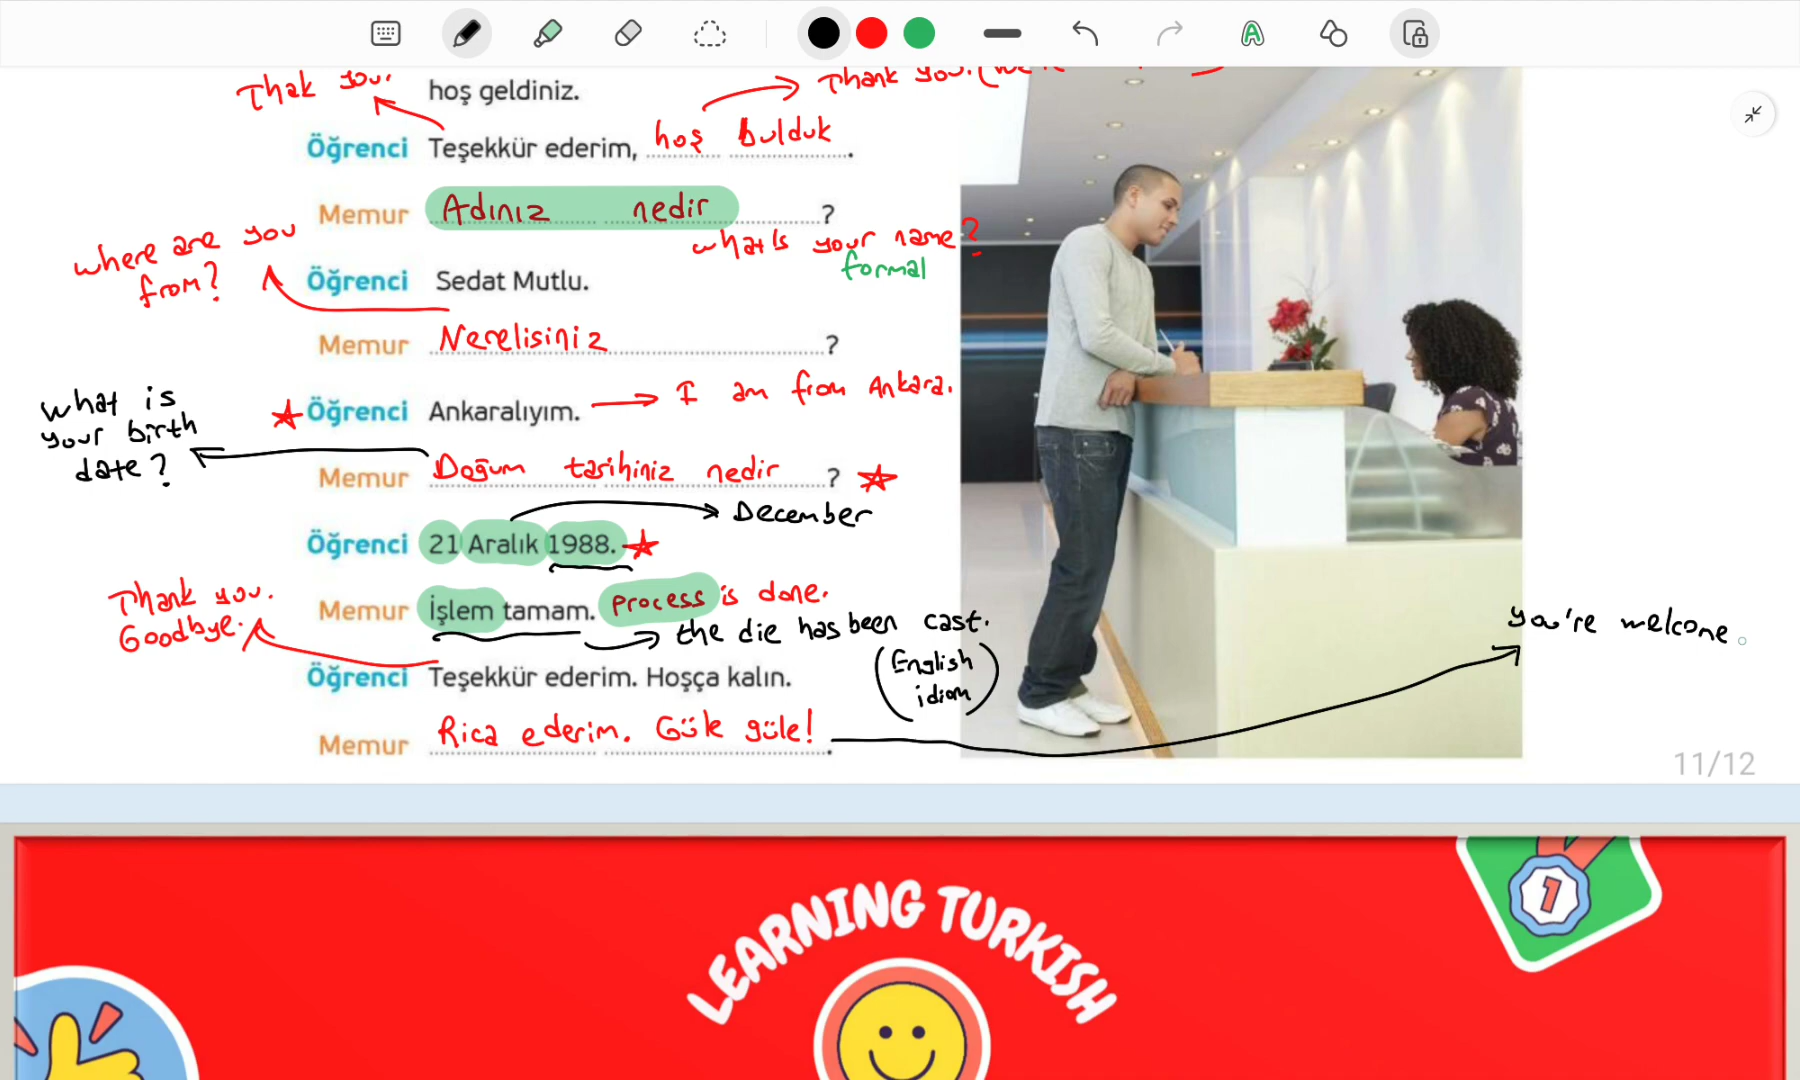 Thak you.
hoş geldiniz.
Thank you.
Öğrenci Teşekkür ederim, hoş bulduk.
Memur Adınız nedir ?
what's your name?
formal
where are you
from?
Öğrenci Sedat Mutlu.
Memur Nerelisiniz ?
Öğrenci Ankaralıyım. I am from Ankara.
what is
your birth
date?
Memur Doğum tarihiniz nedir ?
December
Öğrenci 21 Aralık 1988.
Thank you.
Goodbye.
Memur İşlem tamam. process is done.
the die has been cast.
(English
idiom)
you're welcome.
Öğrenci Teşekkür ederim. Hoşça kalın.
Memur Rica ederim. Güle güle!.
11/12
LEARNING TURKISH
1